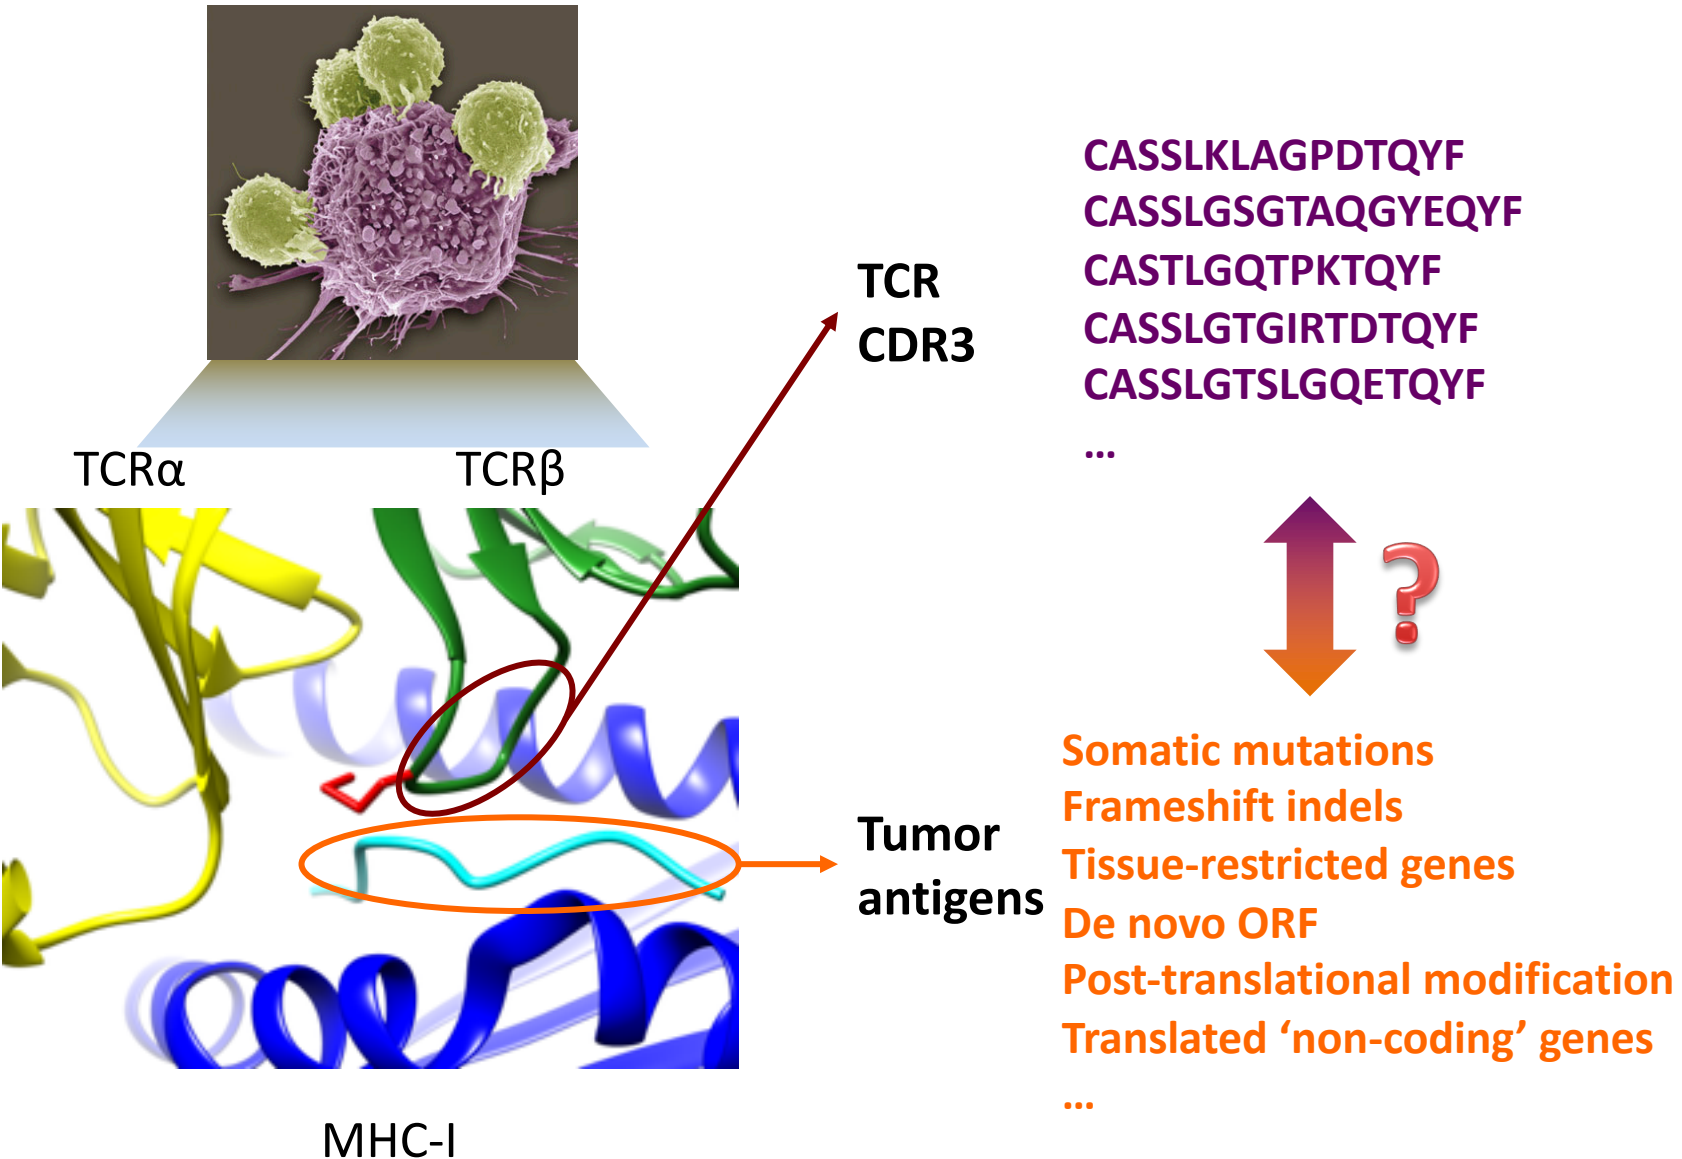 TCRα
TCRβ
MHC-I
TCR
CDR3
CASSLKLAGPDTQYF
CASSLGSGTAQGYEQYF
CASTLGQTPKTQYF
CASSLGTGIRTDTQYF
CASSLGTSLGQETQYF
...
?
Tumor
antigens
Somatic mutations
Frameshift indels
Tissue-restricted genes
De novo ORF
Post-translational modification
Translated ‘non-coding’ genes
...